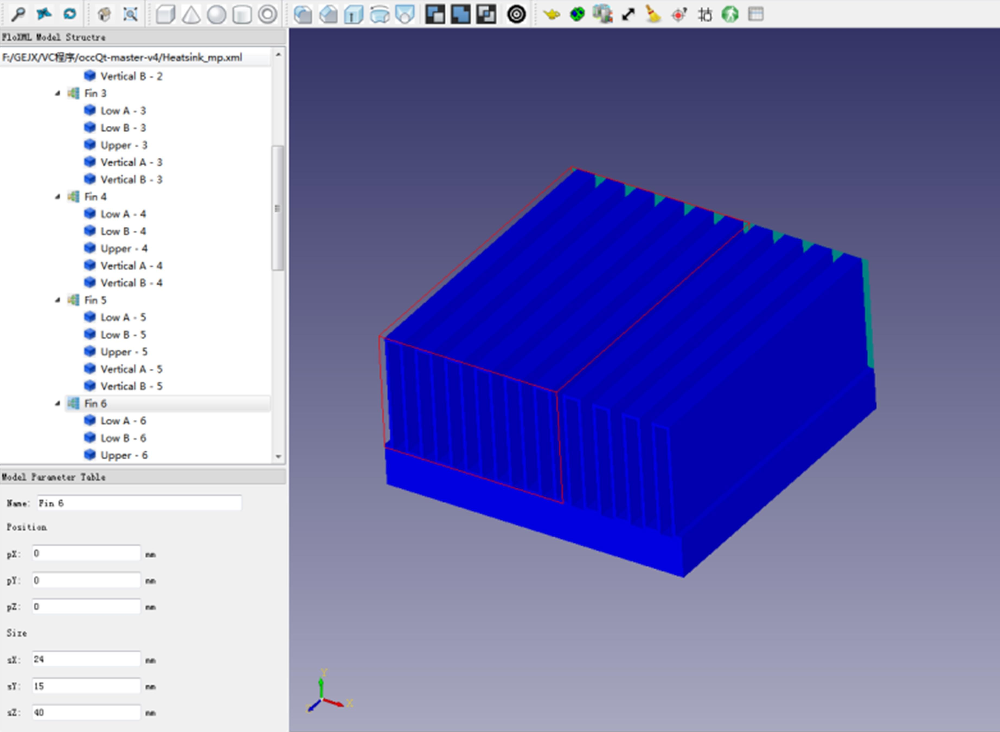 FloXML Model Structre
F:/GEJX/VC程序/occQt-master-v4/Heatsink_mp.xml
Vertical B - 2
Fin 3
Low A - 3
Low B - 3
Upper - 3
Vertical A - 3
Vertical B - 3
Fin 4
Low A - 4
Low B - 4
Upper - 4
Vertical A - 4
Vertical B - 4
Fin 5
Low A - 5
Low B - 5
Upper - 5
Vertical A - 5
Vertical B - 5
Fin 6
Low A - 6
Low B - 6
Upper - 6
Model Parameter Table
Name: Fin 6
Position
pX: 0 mm
pY: 0 mm
pZ: 0 mm
Size
sX: 24 mm
sY: 15 mm
sZ: 40 mm
Y
X
Z